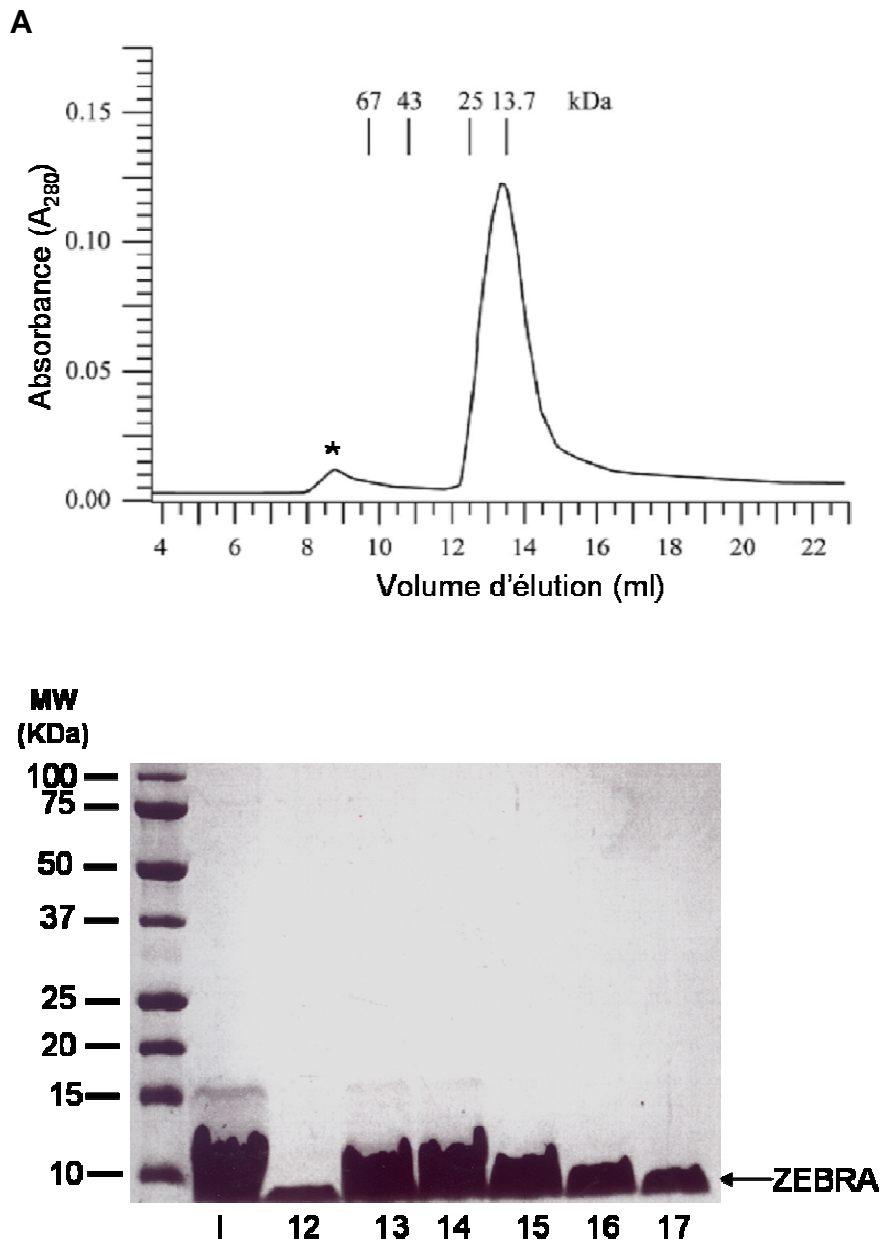 A
67 43 25 13.7 kDa
0.15
0.10
0.05
0.00
Absorbance (A280)
*
4 6 8 10 12 14 16 18 20 22
Volume d'élution (ml)
MW
(KDa)
100
75
50
37
25
20
15
10
ZEBRA
I 12 13 14 15 16 17